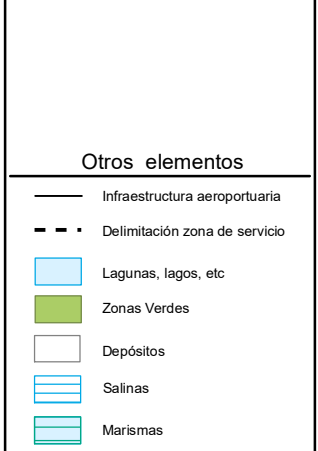 Otros elementos
Infraestructura aeroportuaria
Delimitación zona de servicio
Lagunas, lagos, etc
Zonas Verdes
Depósitos
Salinas
Marismas